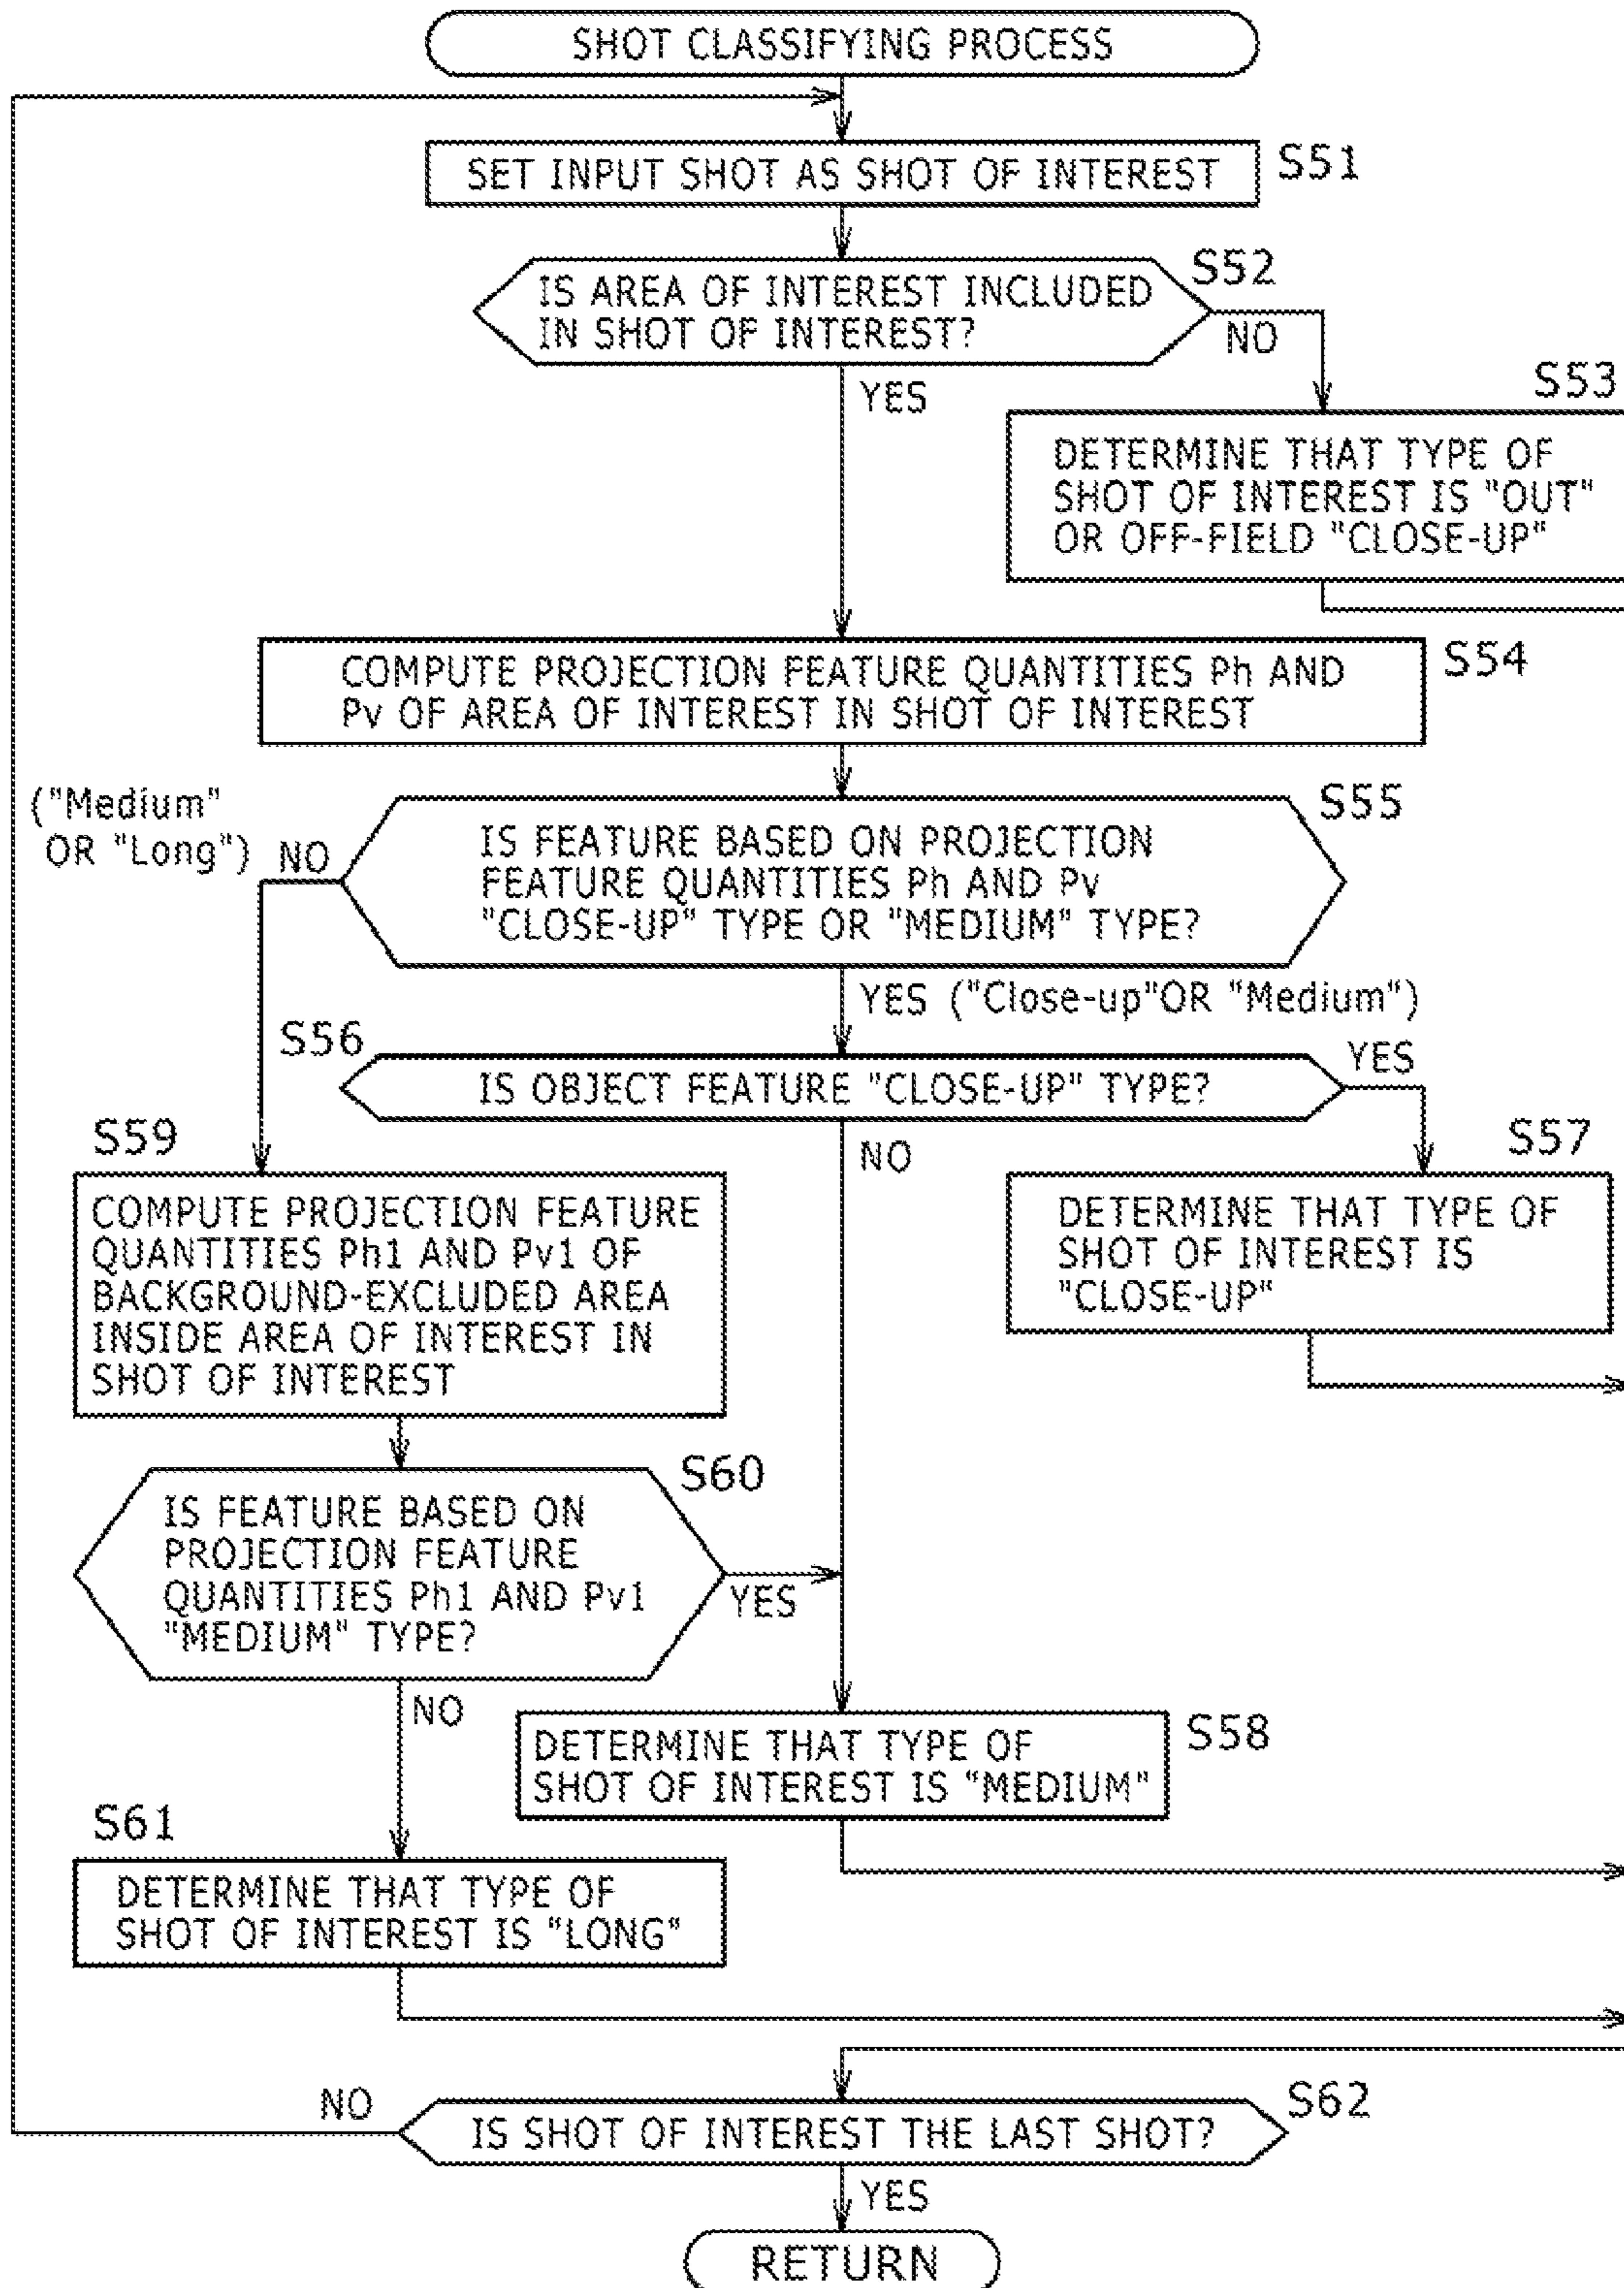 SHOT CLASSIFYING PROCESS
SET INPUT SHOT AS SHOT OF INTEREST
S51
IS AREA OF INTEREST INCLUDED
IN SHOT OF INTEREST?
S52
NO
YES
S53
DETERMINE THAT TYPE OF
SHOT OF INTEREST IS "OUT"
OR OFF-FIELD "CLOSE-UP"
COMPUTE PROJECTION FEATURE QUANTITIES Ph AND
Pv OF AREA OF INTEREST IN SHOT OF INTEREST
S54
("Medium"
OR "Long")
NO
IS FEATURE BASED ON PROJECTION
FEATURE QUANTITIES Ph AND Pv
"CLOSE-UP" TYPE OR "MEDIUM" TYPE?
S55
YES ("Close-up"OR "Medium")
S56
IS OBJECT FEATURE "CLOSE-UP" TYPE?
YES
NO
S57
DETERMINE THAT TYPE OF
SHOT OF INTEREST IS
"CLOSE-UP"
S59
COMPUTE PROJECTION FEATURE
QUANTITIES Ph1 AND Pv1 OF
BACKGROUND-EXCLUDED AREA
INSIDE AREA OF INTEREST IN
SHOT OF INTEREST
S60
IS FEATURE BASED ON
PROJECTION FEATURE
QUANTITIES Ph1 AND Pv1
"MEDIUM" TYPE?
YES
NO
DETERMINE THAT TYPE OF
SHOT OF INTEREST IS "MEDIUM"
S58
S61
DETERMINE THAT TYPE OF
SHOT OF INTEREST IS "LONG"
NO
IS SHOT OF INTEREST THE LAST SHOT?
S62
YES
RETURN